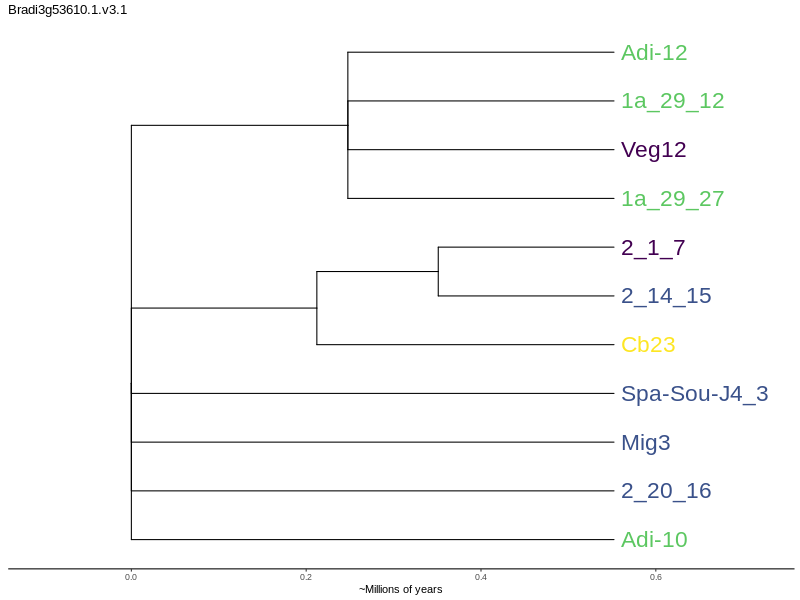 Bradi3g53610.1.v3.1
Adi-12
1a_29_12
Veg12
1a_29_27
2_1_7
2_14_15
Cb23
Spa-Sou-J4_3
Mig3
2_20_16
Adi-10
0.0 0.2 0.4 0.6
~Millions of years